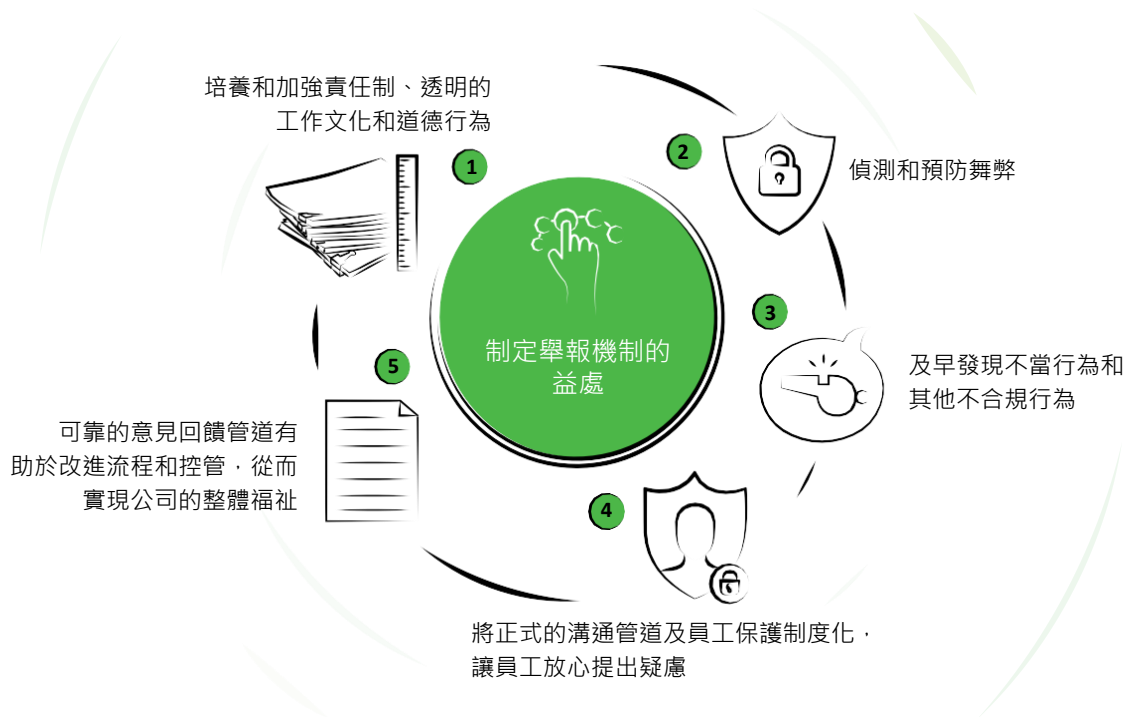 制定舉報機制的
益處
1
培養和加強責任制、透明的
工作文化和道德行為
2
偵測和預防舞弊
3
及早發現不當行為和
其他不合規行為
4
將正式的溝通管道及員工保護制度化，
讓員工放心提出疑慮
5
可靠的意見回饋管道有
助於改進流程和控管，從而
實現公司的整體福祉